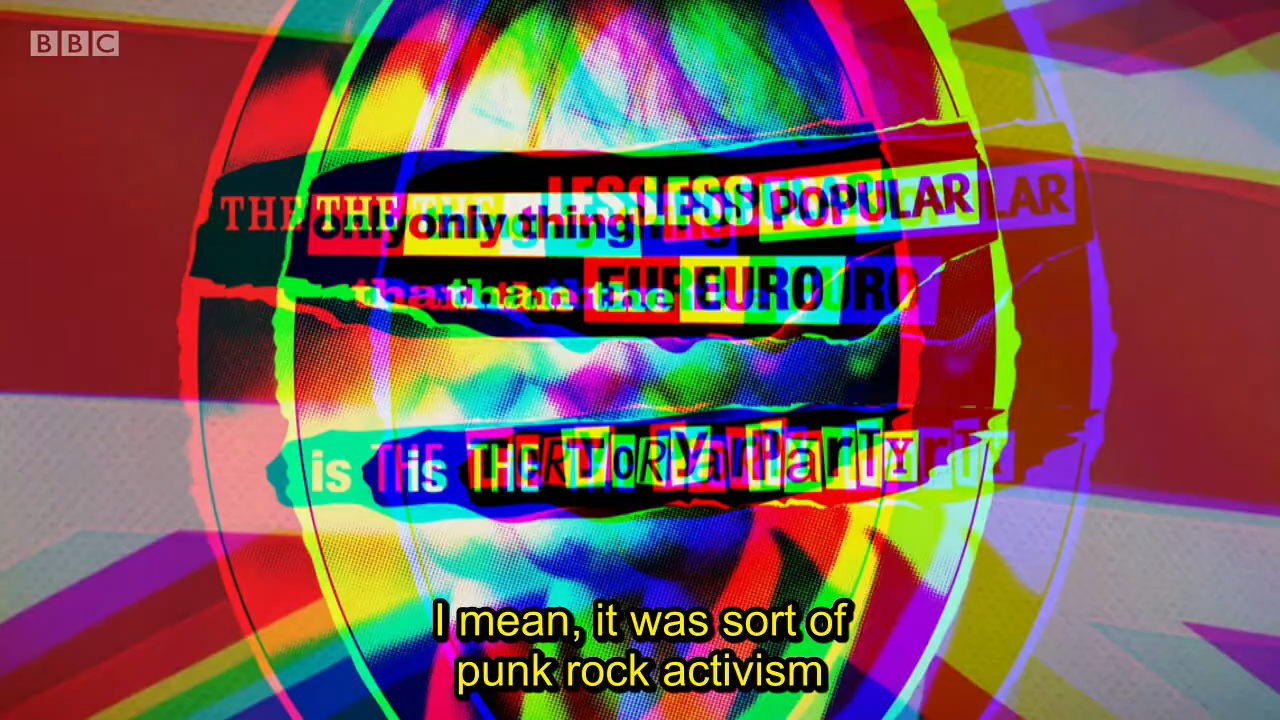 BBC
THE only thing LESS POPULAR
than the EURO
is THE TORY Party
I mean, it was sort of
punk rock activism